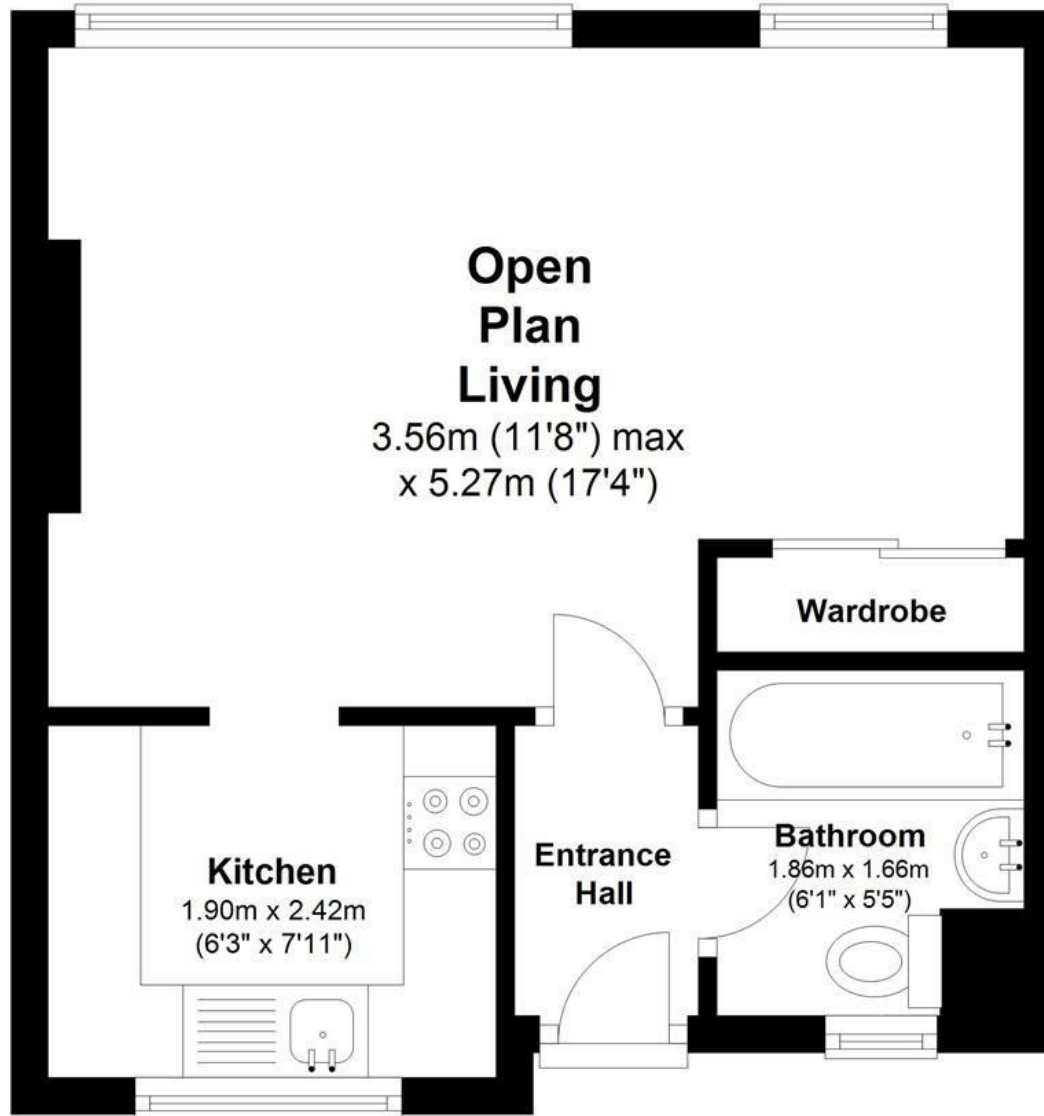 Open
Plan
Living
3.56m (11'8") max
x 5.27m (17'4")
Wardrobe
Kitchen
1.90m x 2.42m
(6'3" x 7'11")
Entrance
Hall
Bathroom
1.86m x 1.66m
(6'1" x 5'5")